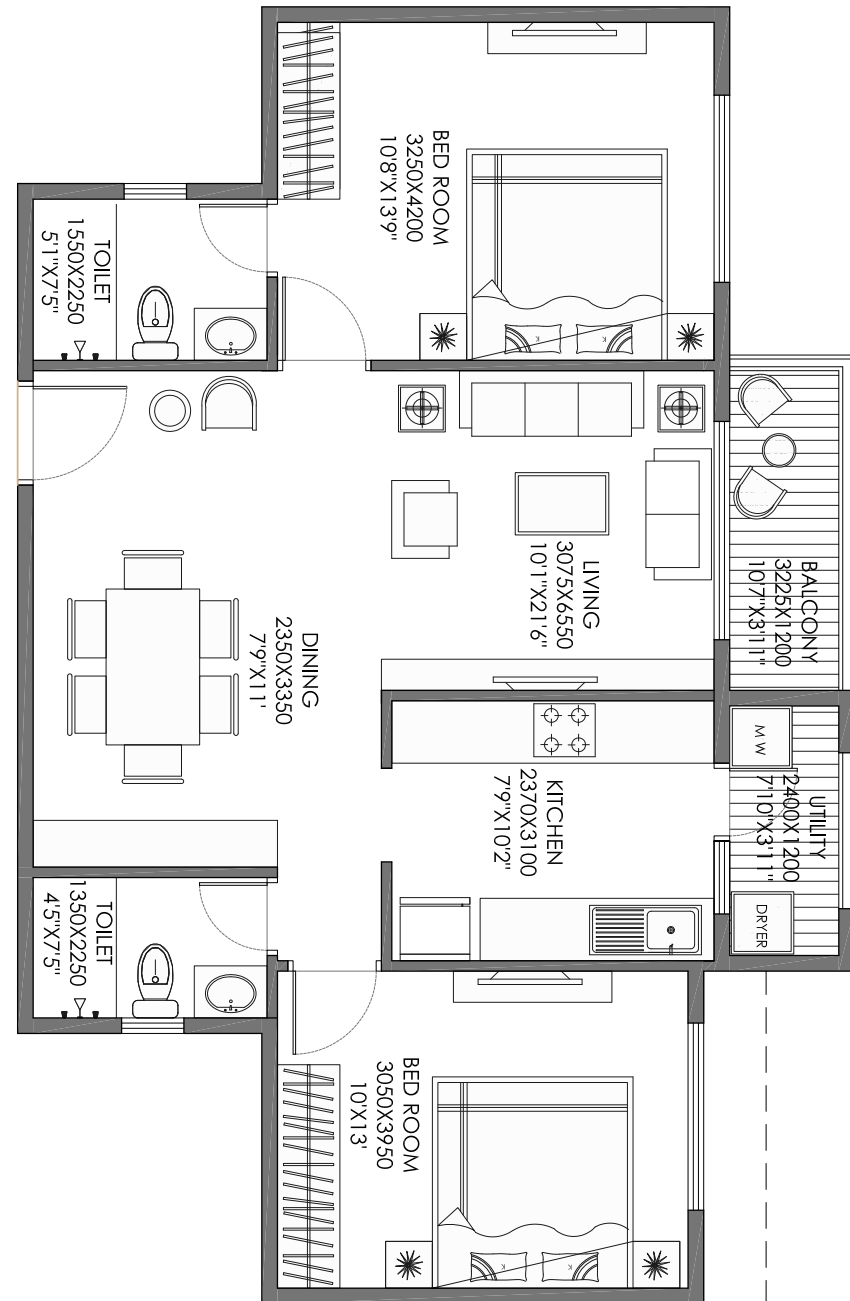 BED ROOM
3250X4200
10'8"X13'9"
TOILET
1550X2250
5'1"X7'5"
LIVING
3075X6550
10'1"X21'6"
BALCONY
3225X1200
10'7"X3'11"
DINING
2350X3350
7'9"X11'
KITCHEN
2370X3100
7'9"X10'2"
M W
UTILITY
2400X1200
7'10"X3'11"
DRYER
TOILET
1350X2250
4'5"X7'5"
BED ROOM
3050X3950
10'X13'